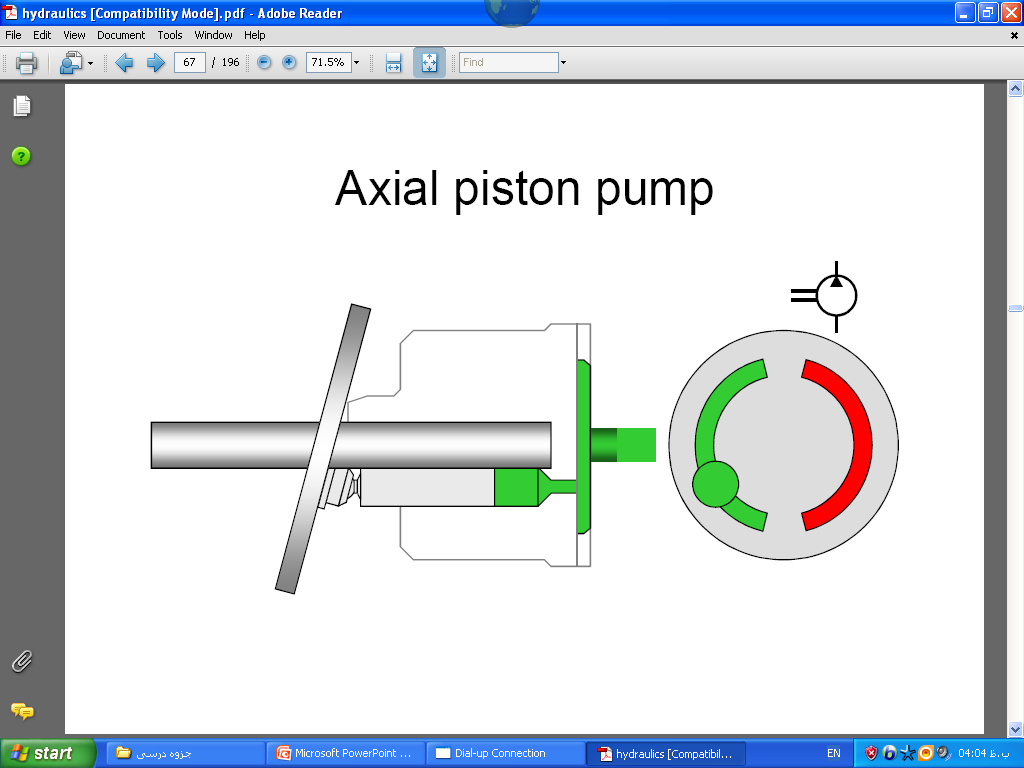 hydraulics [Compatibility Mode].pdf - Adobe Reader
File Edit View Document Tools Window Help
67 / 196 71.5% Find
Axial piston pump
start جزوه درسی Microsoft PowerPoint ... Dial-up Connection hydraulics [Compatibil... EN 04:04 ب.ظ